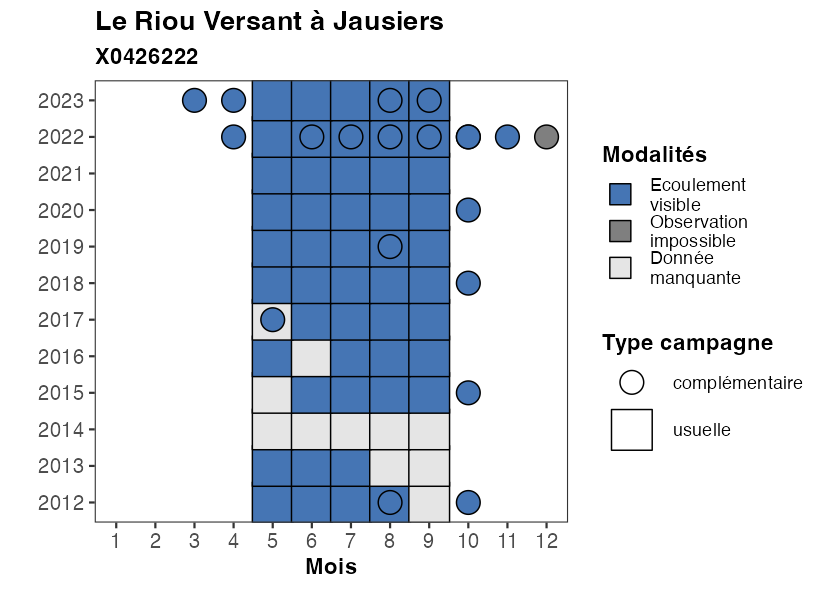 Le Riou Versant à Jausiers
X0426222
2023
2022
2021
2020
2019
2018
2017
2016
2015
2014
2013
2012
1 2 3 4 5 6 7 8 9 10 11 12
Mois
Modalités
Ecoulement
visible
Observation
impossible
Donnée
manquante
Type campagne
complémentaire
usuelle